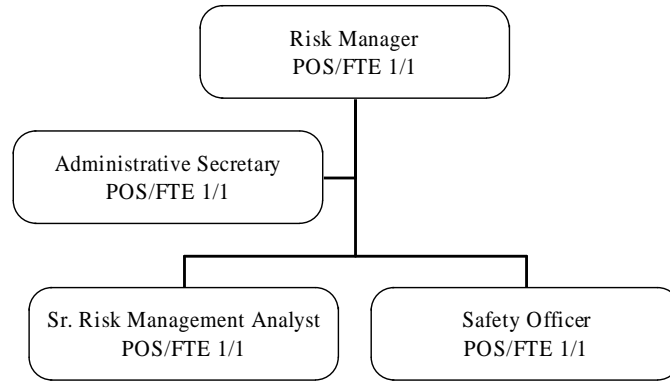 Risk Manager
POS/FTE 1/1
Administrative Secretary
POS/FTE 1/1
Sr. Risk Management Analyst
POS/FTE 1/1
Safety Officer
POS/FTE 1/1